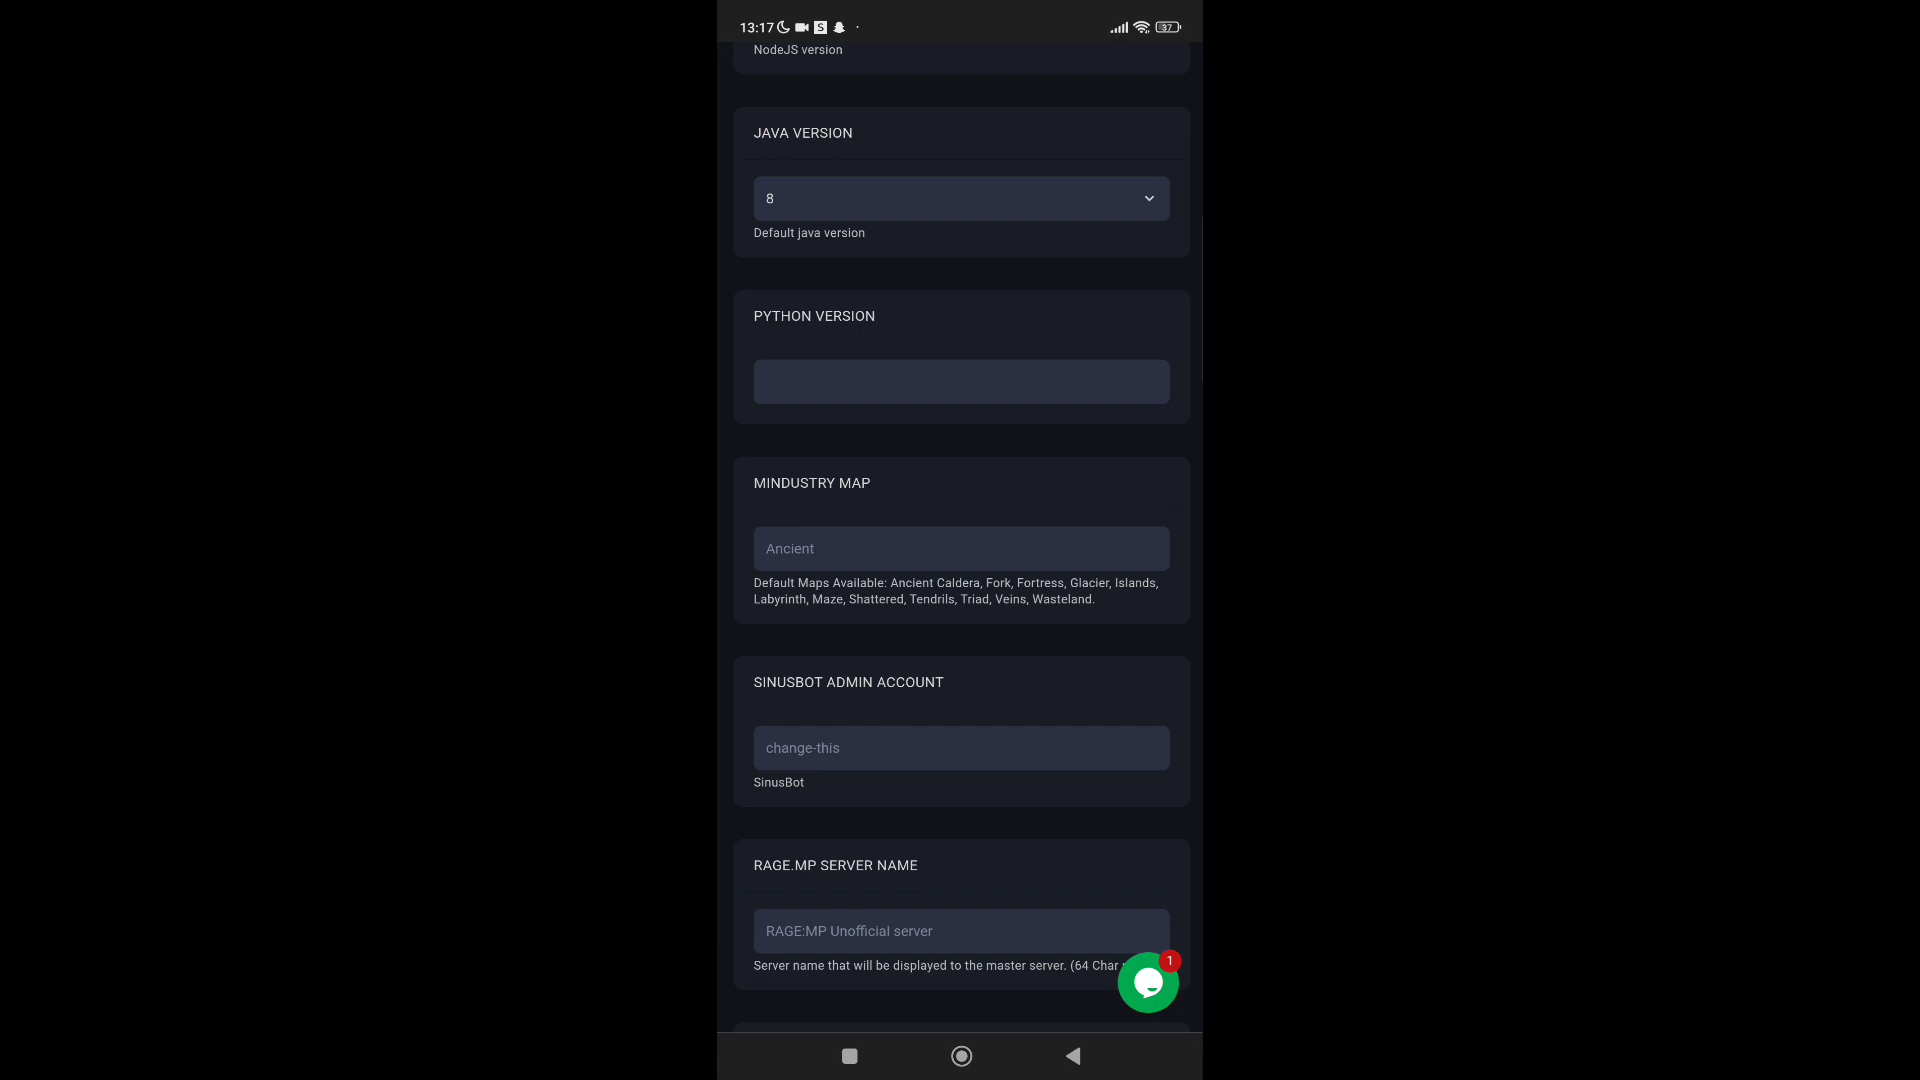 13:17
S
37
NodeJS version
JAVA VERSION
8
Default java version
PYTHON VERSION
MINDUSTRY MAP
Ancient
Default Maps Available: Ancient Caldera, Fork, Fortress, Glacier, Islands,
Labyrinth, Maze, Shattered, Tendrils, Triad, Veins, Wasteland.
SINUSBOT ADMIN ACCOUNT
change-this
SinusBot
RAGE.MP SERVER NAME
RAGE:MP Unofficial server
Server name that will be displayed to the master server. (64 Char
1